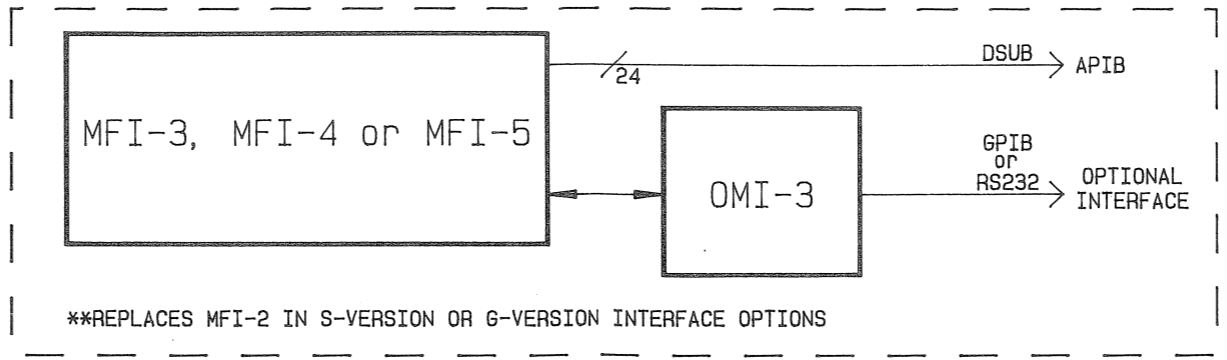 DSUB
APIB
24
MFI-3, MFI-4 or MFI-5
GPIB
or
RS232
OPTIONAL
INTERFACE
OMI-3
**REPLACES MFI-2 IN S-VERSION OR G-VERSION INTERFACE OPTIONS